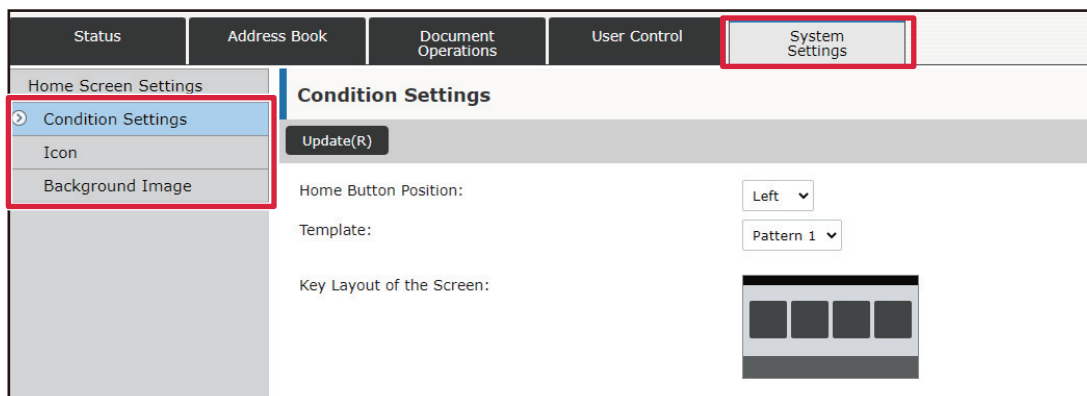 Status
Address Book
Document
Operations
User Control
System
Settings
Home Screen Settings
Condition Settings
Icon
Background Image
Condition Settings
Update(R)
Home Button Position:
Left
Template:
Pattern 1
Key Layout of the Screen: